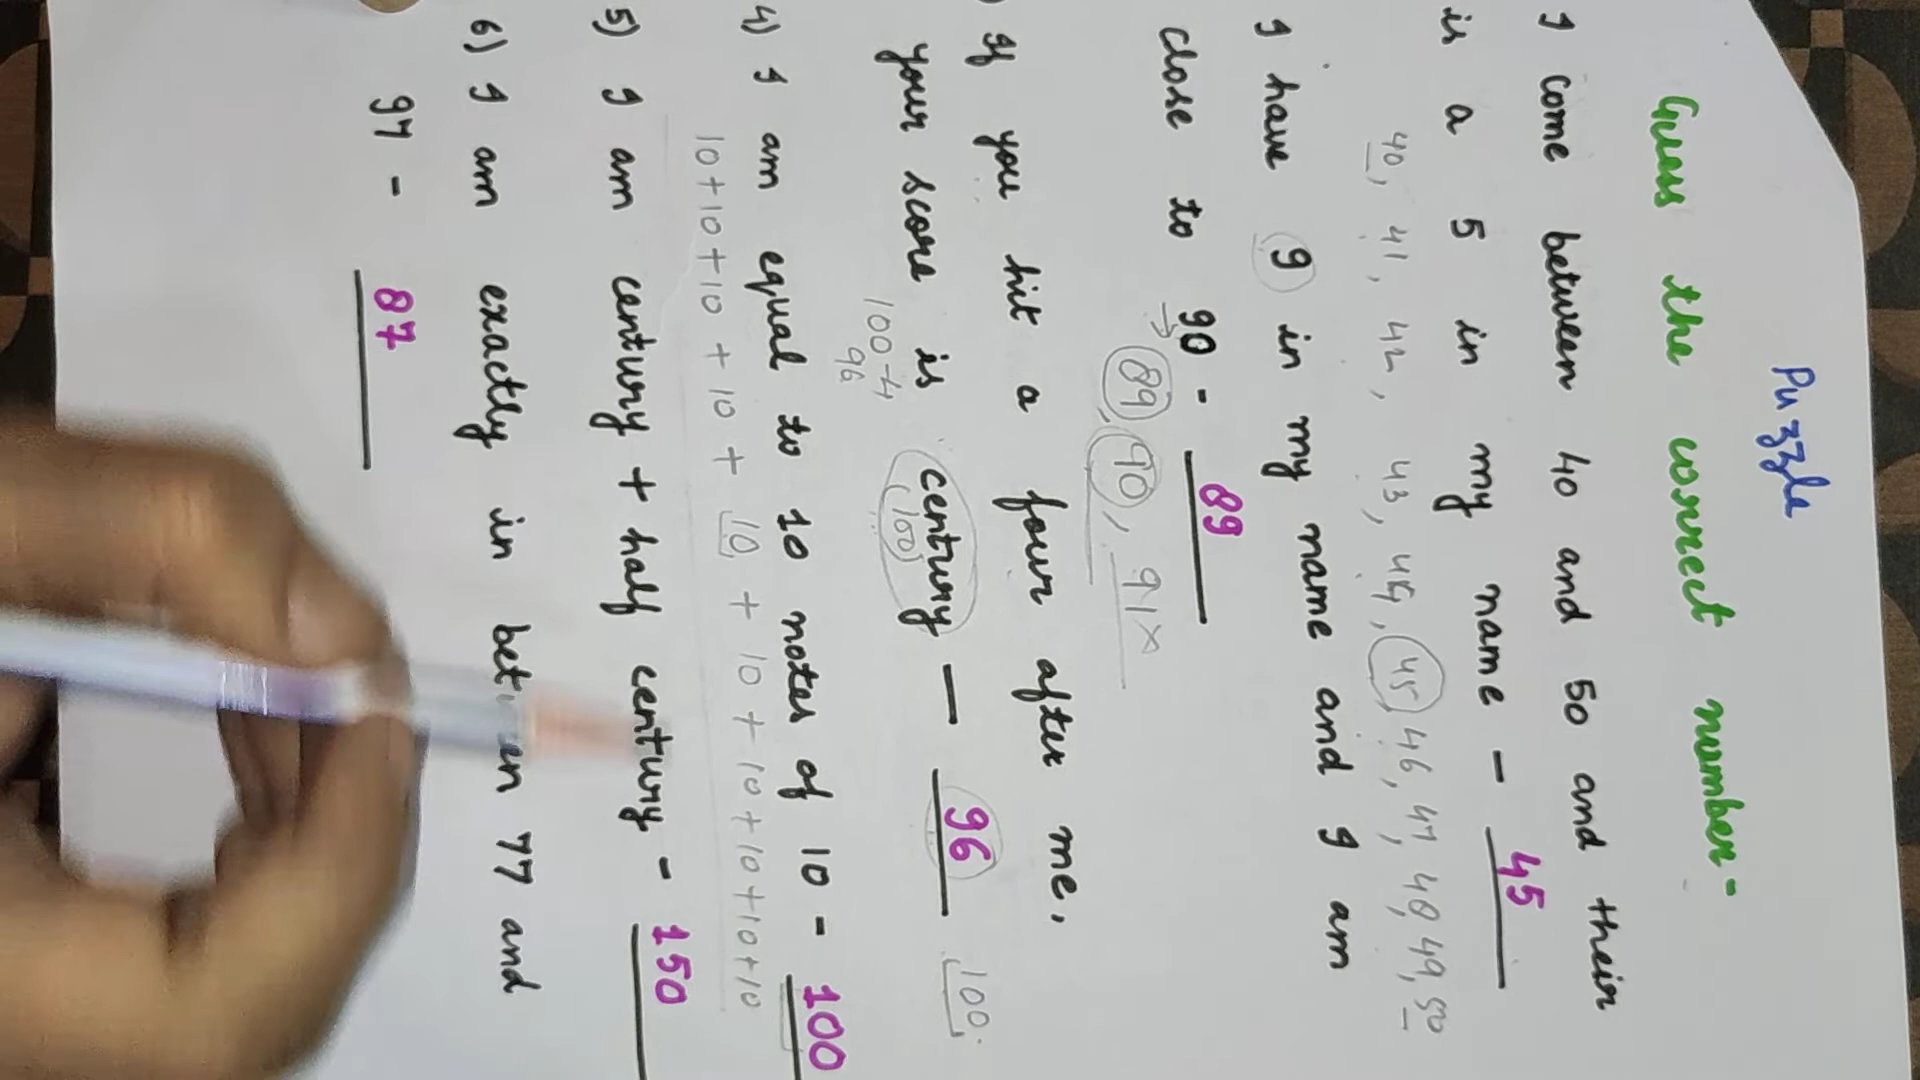 Puzzle
Guess the correct number-
I come between 40 and 50 and their
is a 5 in my name - 45
40, 41, 42, 43, 44, 45, 46, 47, 48, 49, 50
I have 9 in my name and I am
close to 90 - 89
89, 90, 91 ×
) If you hit a four after me,
your score is century - 96
100
100
100-4
96
4) I am equal to 10 notes of 10 - 100
10+10+10+10+10+10+10+10+10+10
5) I am century + half century - 150
6) I am exactly in between 77 and
97 - 87